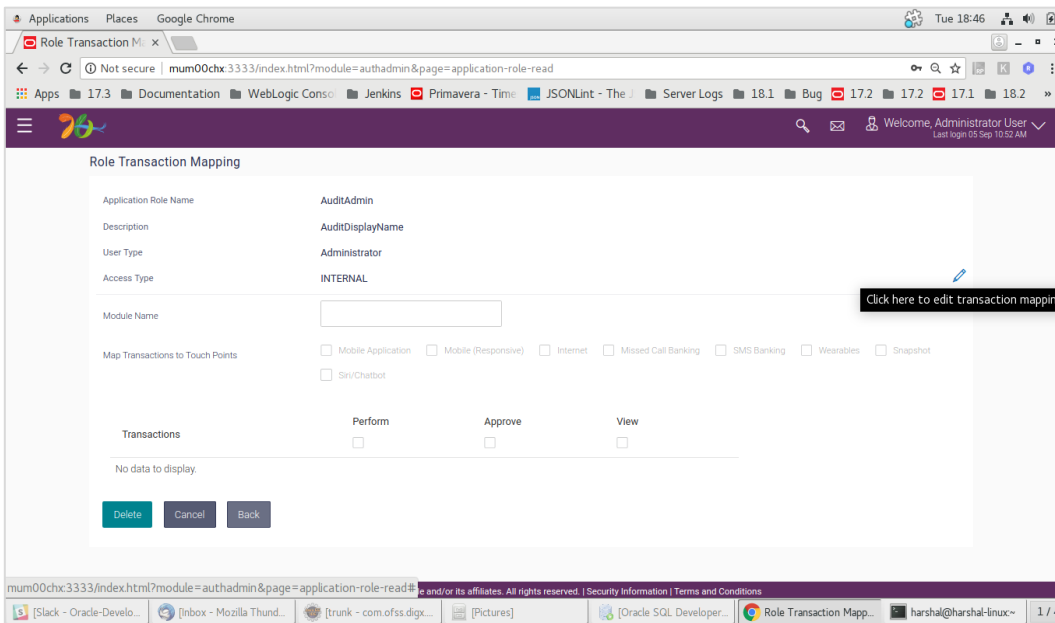 Applications Places Google Chrome Tue 18:46
Role Transaction Ma
Not secure | mum00chx:3333/index.html?module=authadmin&page=application-role-read
Apps 17.3 Documentation WebLogic Conso Jenkins Primavera - Time JSONLint - The J Server Logs 18.1 Bug 17.2 17.2 17.1 18.2 »
Welcome, Administrator User
Last login 05 Sep 10:52 AM
Role Transaction Mapping
Application Role Name AuditAdmin
Description AuditDisplayName
User Type Administrator
Access Type INTERNAL
Click here to edit transaction mappin
Module Name
Map Transactions to Touch Points Mobile Application Mobile (Responsive) Internet Missed Call Banking SMS Banking Wearables Snapshot
Siri/Chatbot
Transactions Perform Approve View
No data to display.
Delete Cancel Back
mum00chx:3333/index.html?module=authadmin&page=application-role-read# e and/or its affiliates. All rights reserved. | Security Information | Terms and Conditions
[Slack - Oracle-Develo... [Inbox - Mozilla Thund... [trunk - com.ofss.digx.... [Pictures] [Oracle SQL Developer... Role Transaction Mapp... harshal@harshal-linux:~ 1 / 4